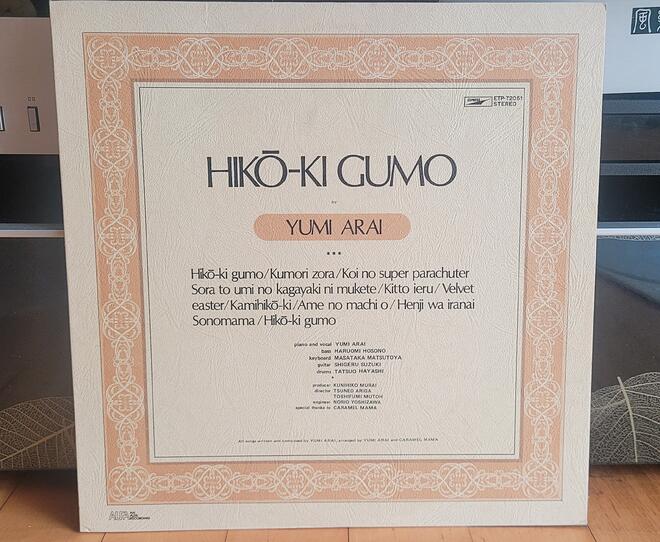 風
EXPRESS
ETP-72051
STEREO
HIKŌ-KI GUMO
by
YUMI ARAI
Hikō-ki gumo/Kumori zora/Koi no super parachuter
Sora to umi no kagayaki ni mukete/Kitto ieru/Velvet
easter/Kamihikō-ki/Ame no machi o/Henji wa iranai
Sonomama/Hikō-ki gumo
piano and vocal YUMI ARAI
bass HARUOMI HOSONO
keyboard MASATAKA MATSUTOYA
guitar SHIGERU SUZUKI
drums TATSUO HAYASHI
producer KUNIHIKO MURAI
director TSUNEO ARIGA
TOSHIFUMI MUTOH
engineer NORIO YOSHIZAWA
special thanks to CARAMEL MAMA
All songs written and composed by YUMI ARAI, arranged by YUMI ARAI and CARAMEL MAMA
ALFA